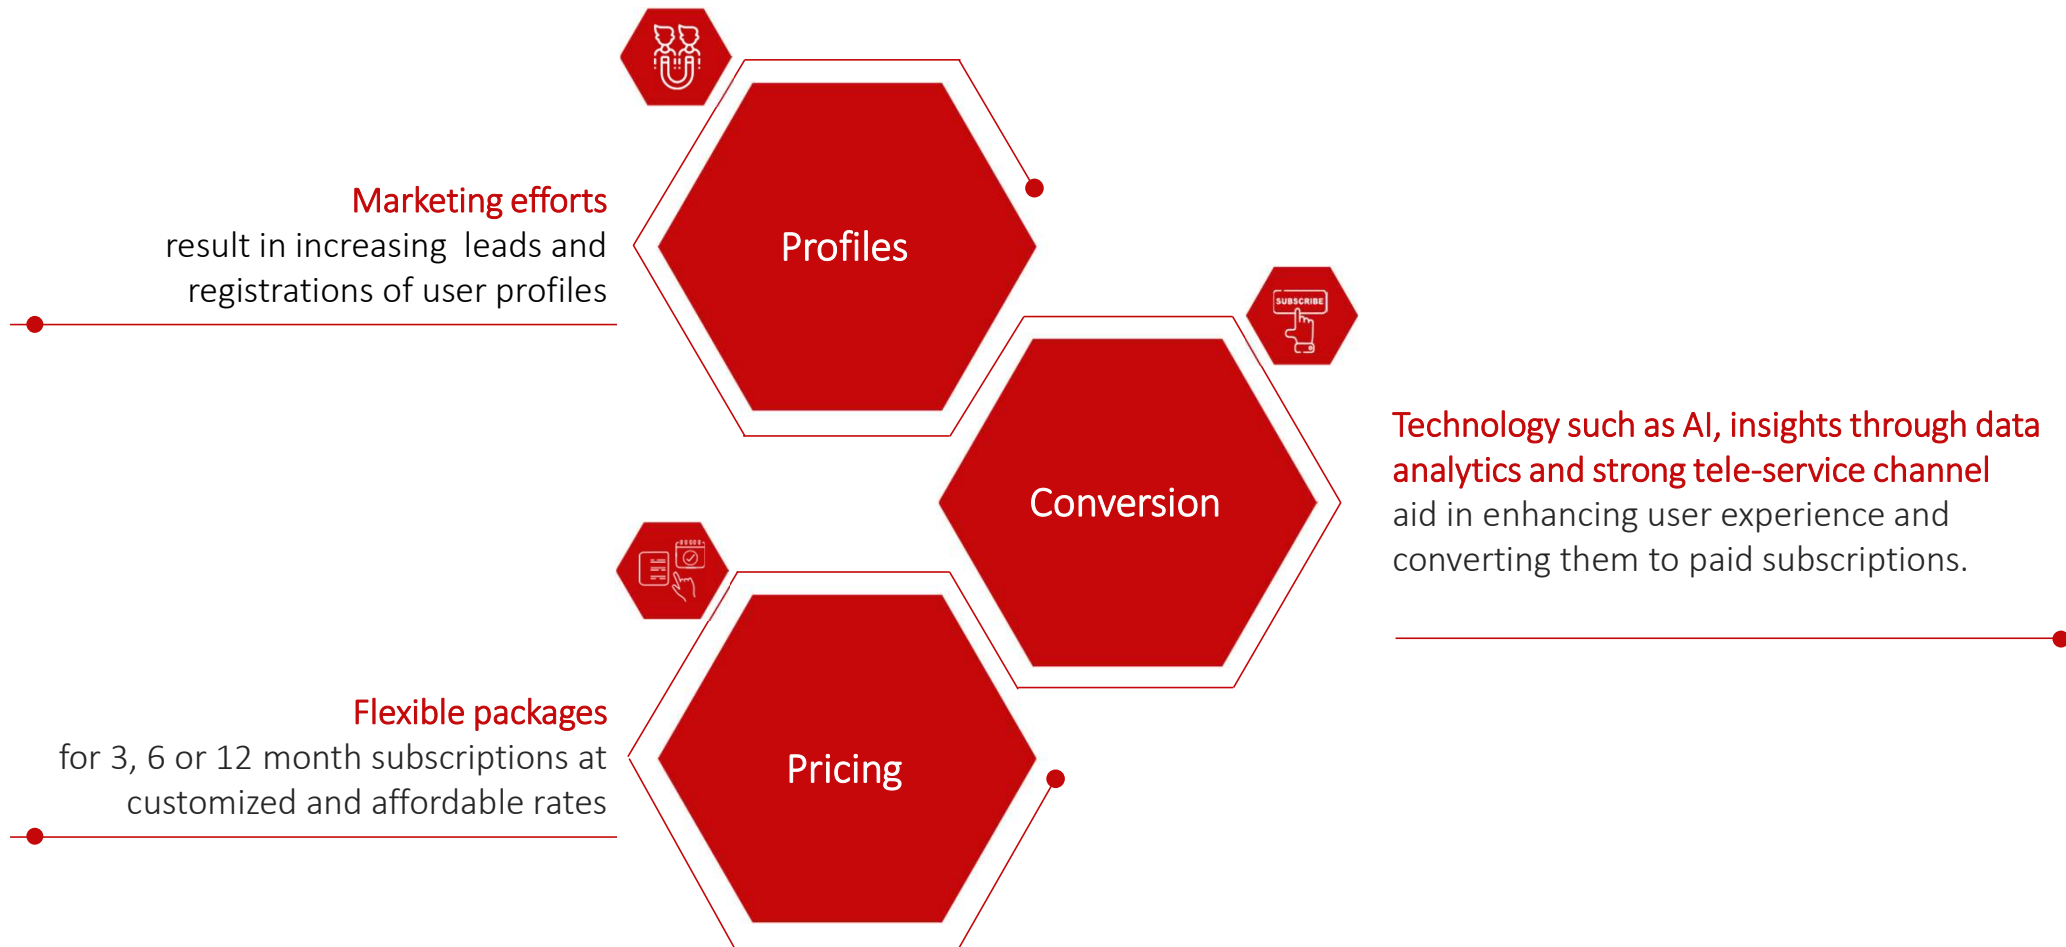 Marketing efforts
result in increasing leads and
registrations of user profiles
Profiles
SUBSCRIBE
Conversion
Technology such as AI, insights through data
analytics and strong tele-service channel
aid in enhancing user experience and
converting them to paid subscriptions.
Flexible packages
for 3, 6 or 12 month subscriptions at
customized and affordable rates
Pricing